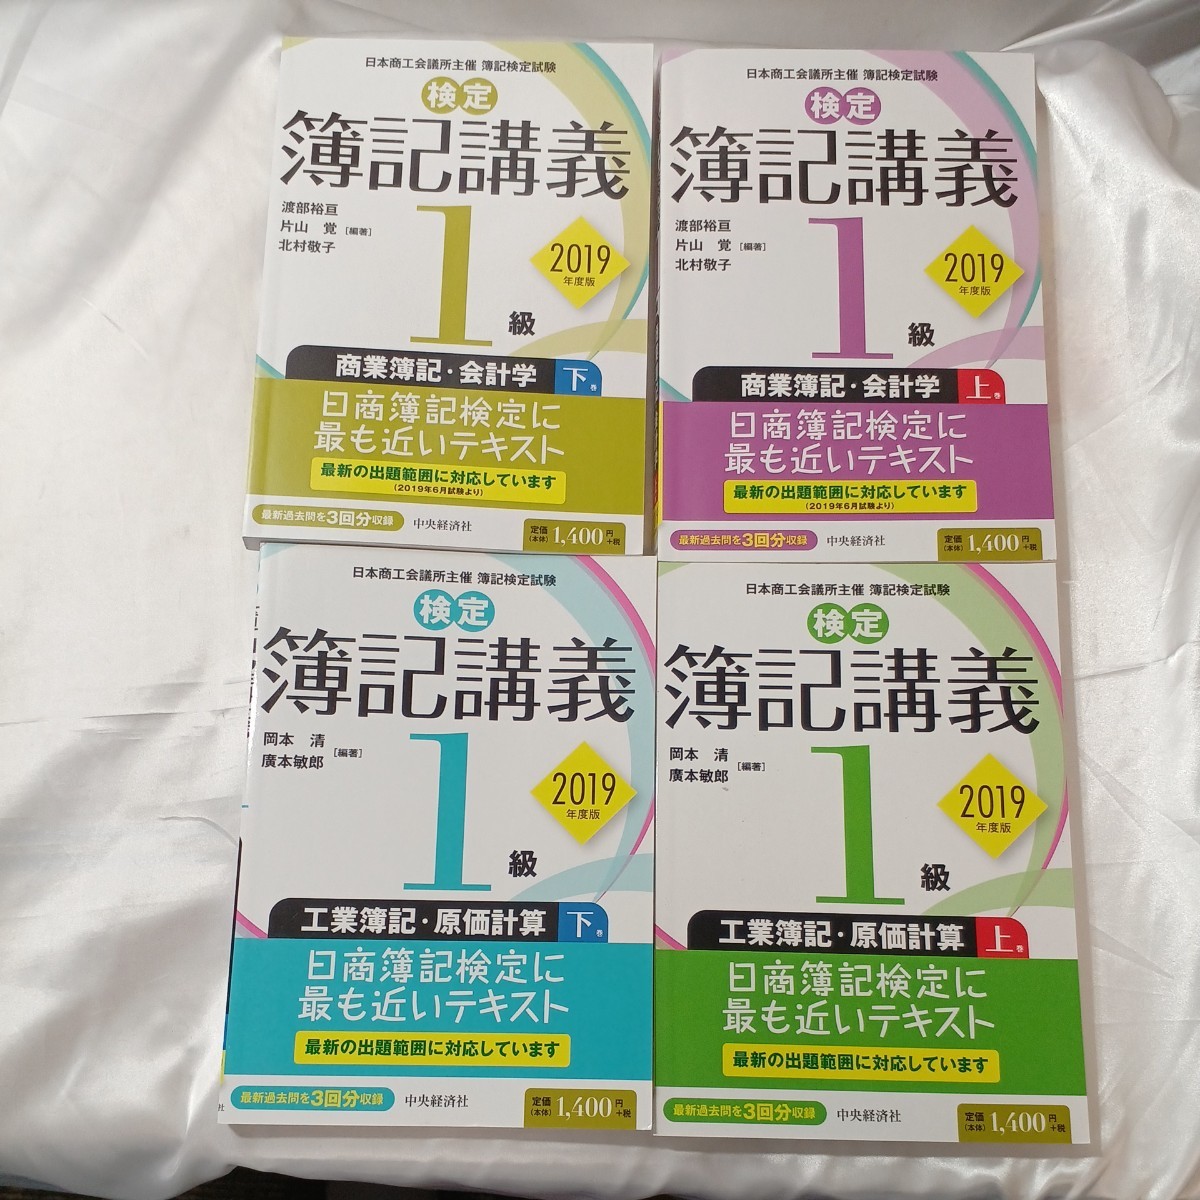 日本商工会議所主催 簿記検定試験
検定
簿記講義
渡部裕亘
片山 覚 [編著]
北村敬子
1級
2019
年度版
商業簿記・会計学 下巻
日商簿記検定に
最も近いテキスト
最新の出題範囲に対応しています
(2019年6月試験より)
最新過去問を3回分収録 中央経済社 定価(本体)1,400円+税
日本商工会議所主催 簿記検定試験
検定
簿記講義
渡部裕亘
片山 覚 [編著]
北村敬子
1級
2019
年度版
商業簿記・会計学 上巻
日商簿記検定に
最も近いテキスト
最新の出題範囲に対応しています
(2019年6月試験より)
最新過去問を3回分収録 中央経済社 定価(本体)1,400円+税
日本商工会議所主催 簿記検定試験
検定
簿記講義
岡本 清
廣本敏郎 [編著]
1級
2019
年度版
工業簿記・原価計算 下巻
日商簿記検定に
最も近いテキスト
最新の出題範囲に対応しています
最新過去問を3回分収録 中央経済社 定価(本体)1,400円+税
日本商工会議所主催 簿記検定試験
検定
簿記講義
岡本 清
廣本敏郎 [編著]
1級
2019
年度版
工業簿記・原価計算 上巻
日商簿記検定に
最も近いテキスト
最新の出題範囲に対応しています
最新過去問を3回分収録 中央経済社 定価(本体)1,400円+税